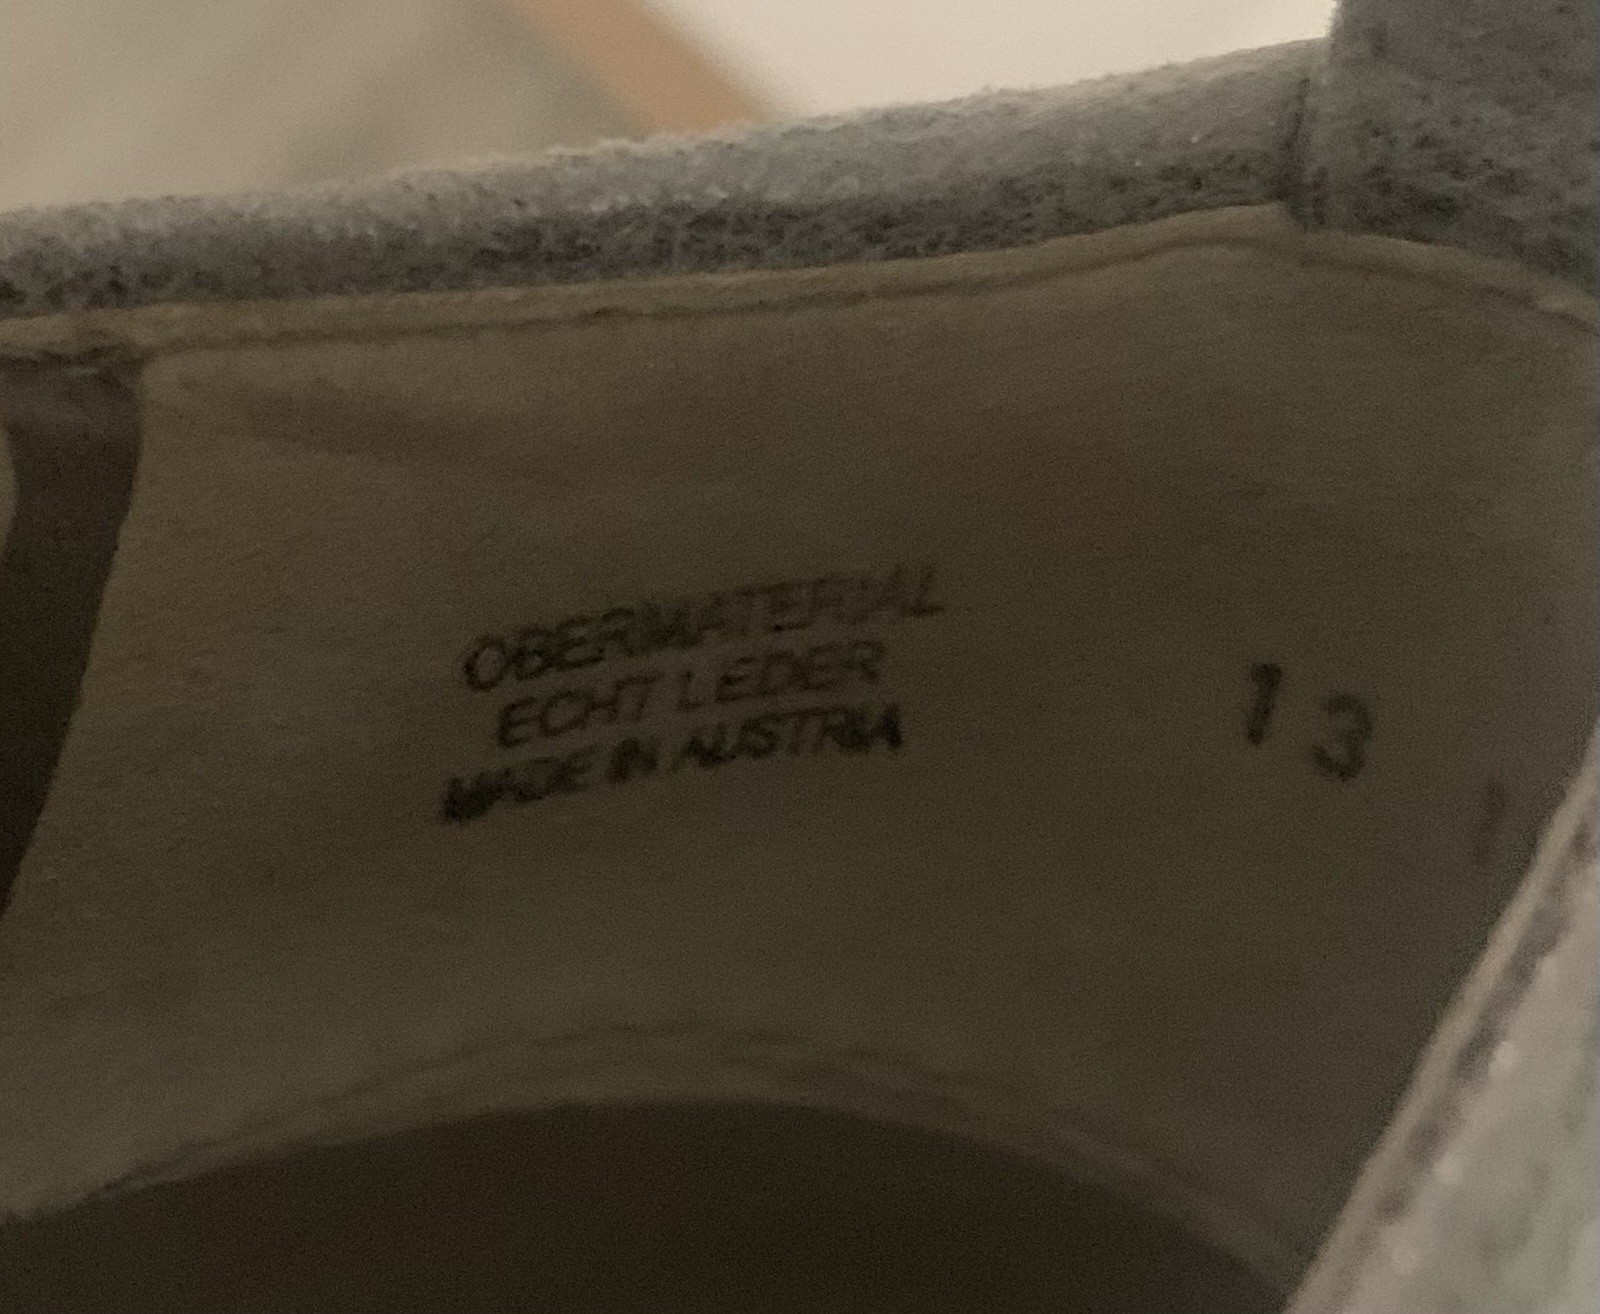 OBERMATERIAL
ECHT LEDER
MADE IN AUSTRIA
13